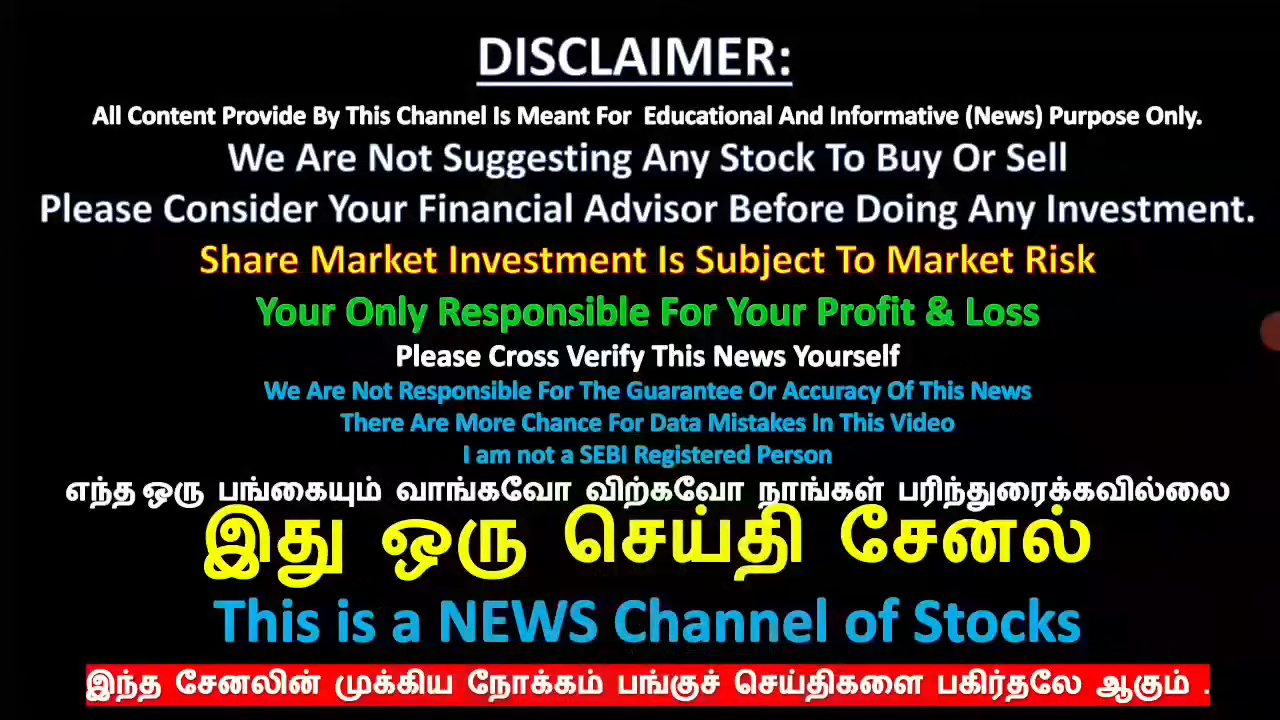 DISCLAIMER:
All Content Provide By This Channel Is Meant For Educational And Informative (News) Purpose Only.
We Are Not Suggesting Any Stock To Buy Or Sell
Please Consider Your Financial Advisor Before Doing Any Investment.
Share Market Investment Is Subject To Market Risk
Your Only Responsible For Your Profit & Loss
Please Cross Verify This News Yourself
We Are Not Responsible For The Guarantee Or Accuracy Of This News
There Are More Chance For Data Mistakes In This Video
I am not a SEBI Registered Person
எந்த ஒரு பங்கையும் வாங்கவோ விற்கவோ நாங்கள் பரிந்துரைக்கவில்லை
இது ஒரு செய்தி சேனல்
This is a NEWS Channel of Stocks
இந்த சேனலின் முக்கிய நோக்கம் பங்குச் செய்திகளை பகிர்தலே ஆகும் .